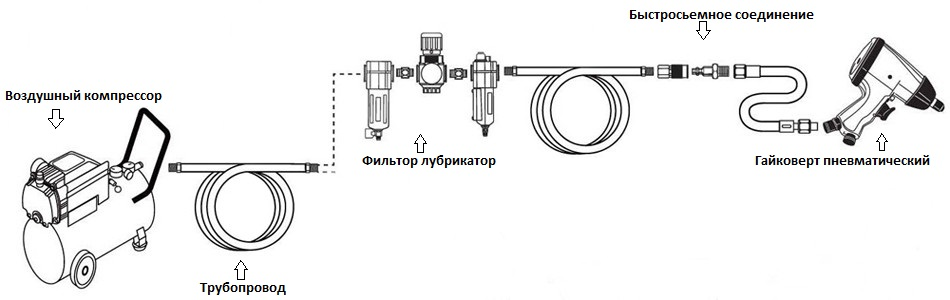 Быстросьемное соединение
Воздушный компрессор
Фильтор лубрикатор
Гайковерт пневматический
Трубопровод